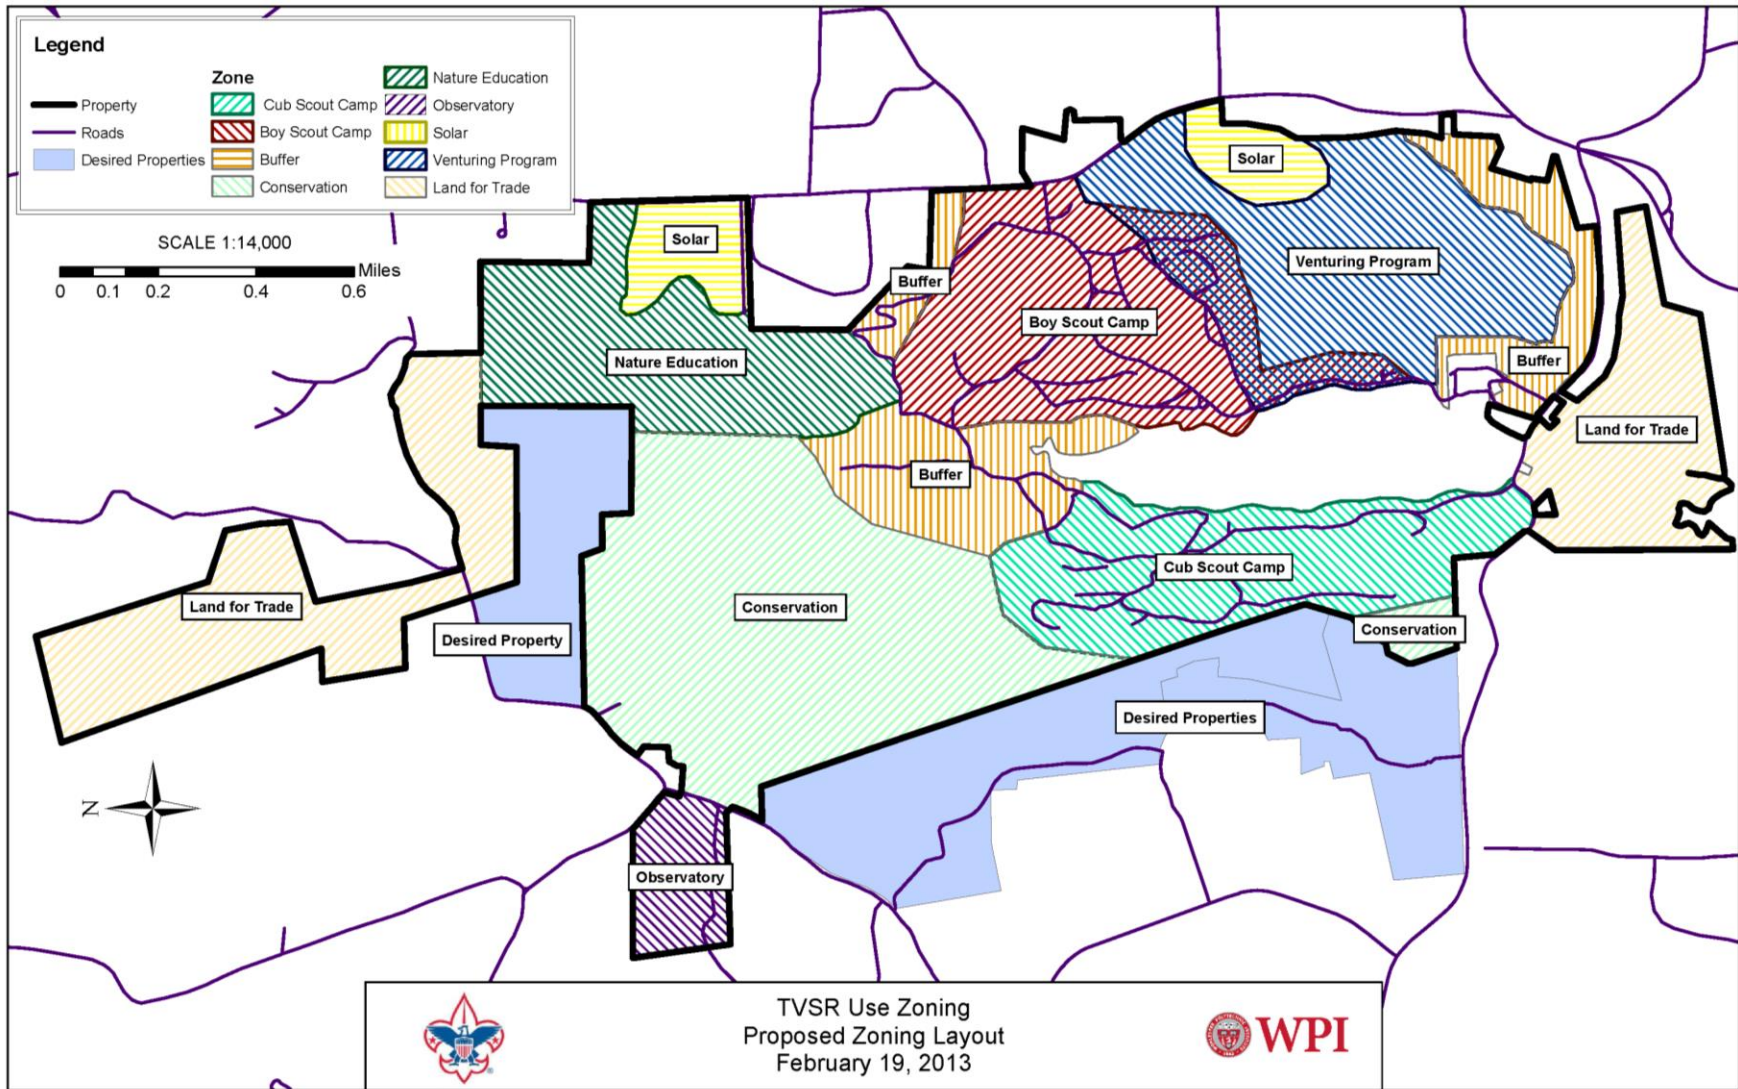 Legend
Property
Roads
Desired Properties
Zone
Cub Scout Camp
Boy Scout Camp
Buffer
Conservation
Nature Education
Observatory
Solar
Venturing Program
Land for Trade
SCALE 1:14,000
Miles
0 0.1 0.2 0.4 0.6
Solar
Solar
Buffer
Venturing Program
Boy Scout Camp
Nature Education
Buffer
Land for Trade
Buffer
Cub Scout Camp
Land for Trade
Conservation
Desired Property
Conservation
Desired Properties
N
Observatory
TVSR Use Zoning
Proposed Zoning Layout
February 19, 2013
WPI